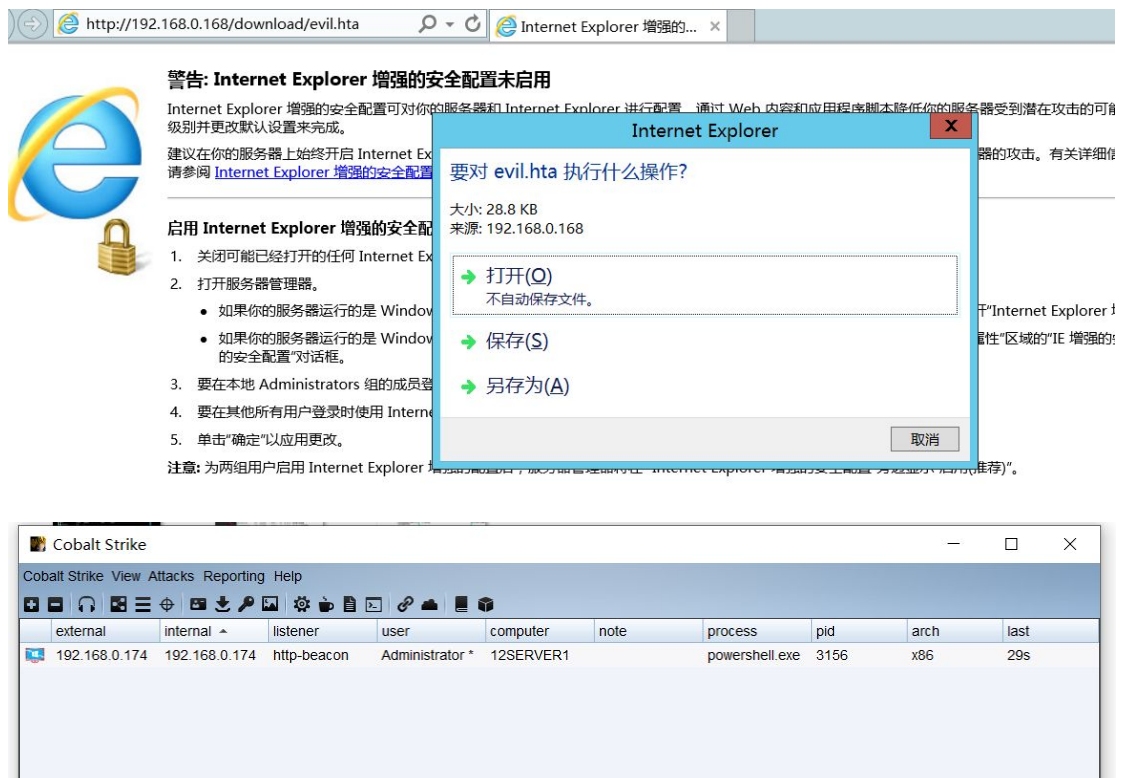 http://192.168.0.168/download/evil.hta
Internet Explorer 增强的...
警告: Internet Explorer 增强的安全配置未启用
Internet Explorer 增强的安全配置可对你的服务器和 Internet Explorer 进行配置，通过 Web 内容和应用程序脚本降低你的服务器受到潜在攻击的可能
级别并更改默认设置来完成。
建议在你的服务器上始终开启 Internet Ex 器的攻击。有关详细信
请参阅 Internet Explorer 增强的安全配置
启用 Internet Explorer 增强的安全配
1. 关闭可能已经打开的任何 Internet Ex
2. 打开服务器管理器。
• 如果你的服务器运行的是 Window 开"Internet Explorer
• 如果你的服务器运行的是 Window 属性"区域的"IE 增强的
的安全配置"对话框。
3. 要在本地 Administrators 组的成员登
4. 要在其他所有用户登录时使用 Interne
5. 单击"确定"以应用更改。
注意: 为两组用户启用 Internet Explorer (推荐)"。
Internet Explorer
X
要对 evil.hta 执行什么操作?
大小: 28.8 KB
来源: 192.168.0.168
打开(O)
不自动保存文件。
保存(S)
另存为(A)
取消
Cobalt Strike
Cobalt Strike View Attacks Reporting Help
external internal listener user computer note process pid arch last
192.168.0.174 192.168.0.174 http-beacon Administrator * 12SERVER1 powershell.exe 3156 x86 29s